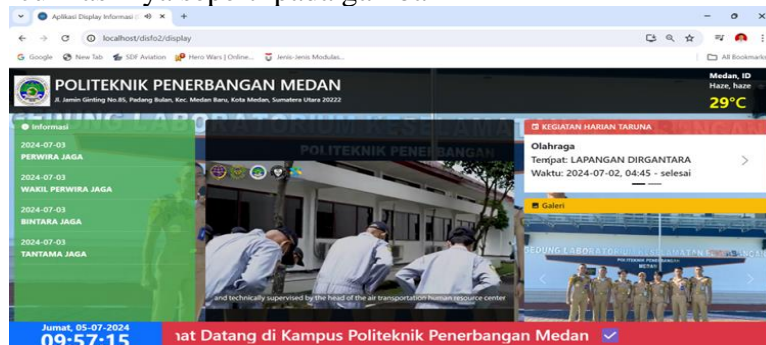 Aplikasi Display Informasi
localhost/disfo2/display
Google
New Tab
SDF Aviation
Hero Wars | Online...
Jenis-Jenis Modulas...
All Bookmarks
POLITEKNIK PENERBANGAN MEDAN
Jl. Jamin Ginting No.85, Padang Bulan, Kec. Medan Baru, Kota Medan, Sumatera Utara 20222
Medan, ID
Haze, haze
29°C
Informasi
2024-07-03
PERWIRA JAGA
2024-07-03
WAKIL PERWIRA JAGA
2024-07-03
BINTARA JAGA
2024-07-03
TANTAMA JAGA
POLITEKNIK PENERBANGAN
and technically supervised by the head of the air transportation human resource center
KEGIATAN HARIAN TARUNA
Olahraga
Tempat: LAPANGAN DIRGANTARA
Waktu: 2024-07-02, 04:45 - selesai
Galeri
GEDUNG LABORATORIUM KESELAMATAN
POLITEKNIK PENERBANGAN
MEDAN
Jumat, 05-07-2024
09:57:15
nat Datang di Kampus Politeknik Penerbangan Medan